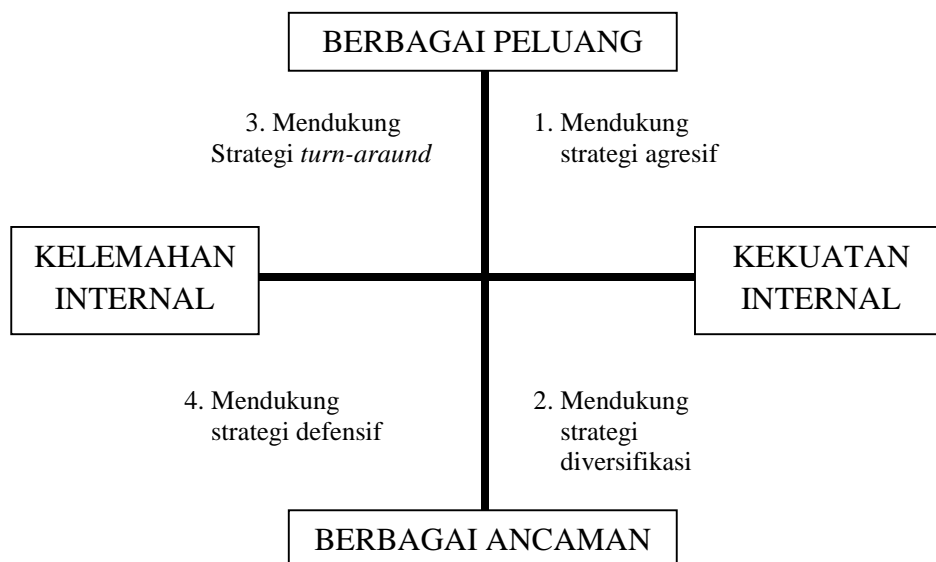 BERBAGAI PELUANG
3. Mendukung
Strategi turn-araund
1. Mendukung
strategi agresif
KELEMAHAN
INTERNAL
KEKUATAN
INTERNAL
4. Mendukung
strategi defensif
2. Mendukung
strategi
diversifikasi
BERBAGAI ANCAMAN